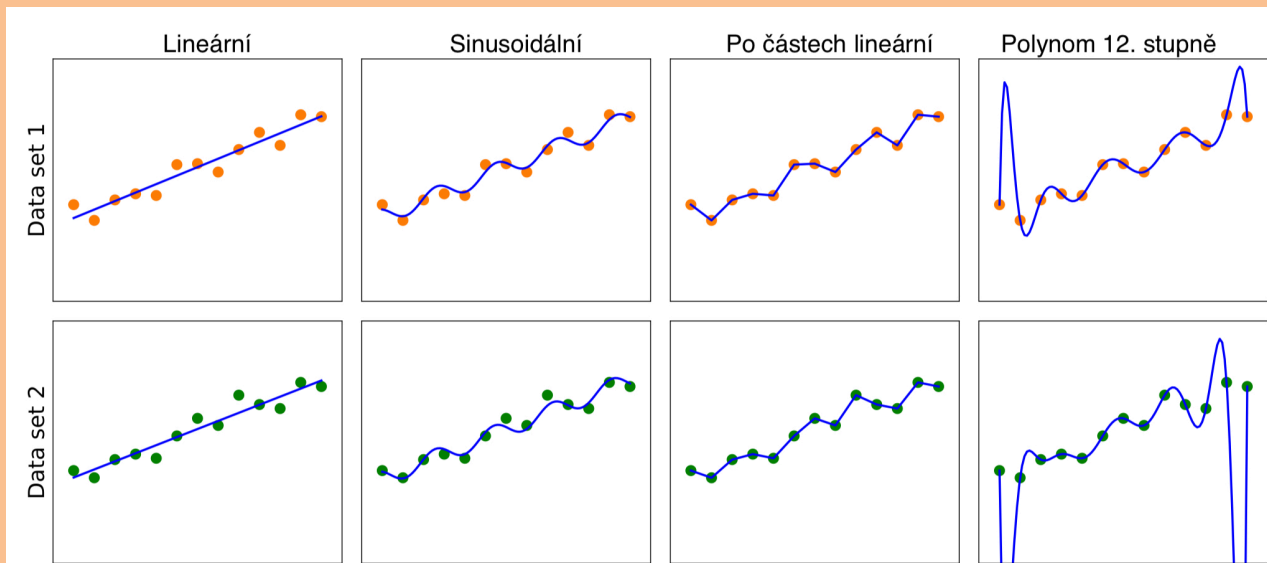 Lineární
Sinusoidální
Po částech lineární
Polynom 12. stupně
Data set 1
Data set 2